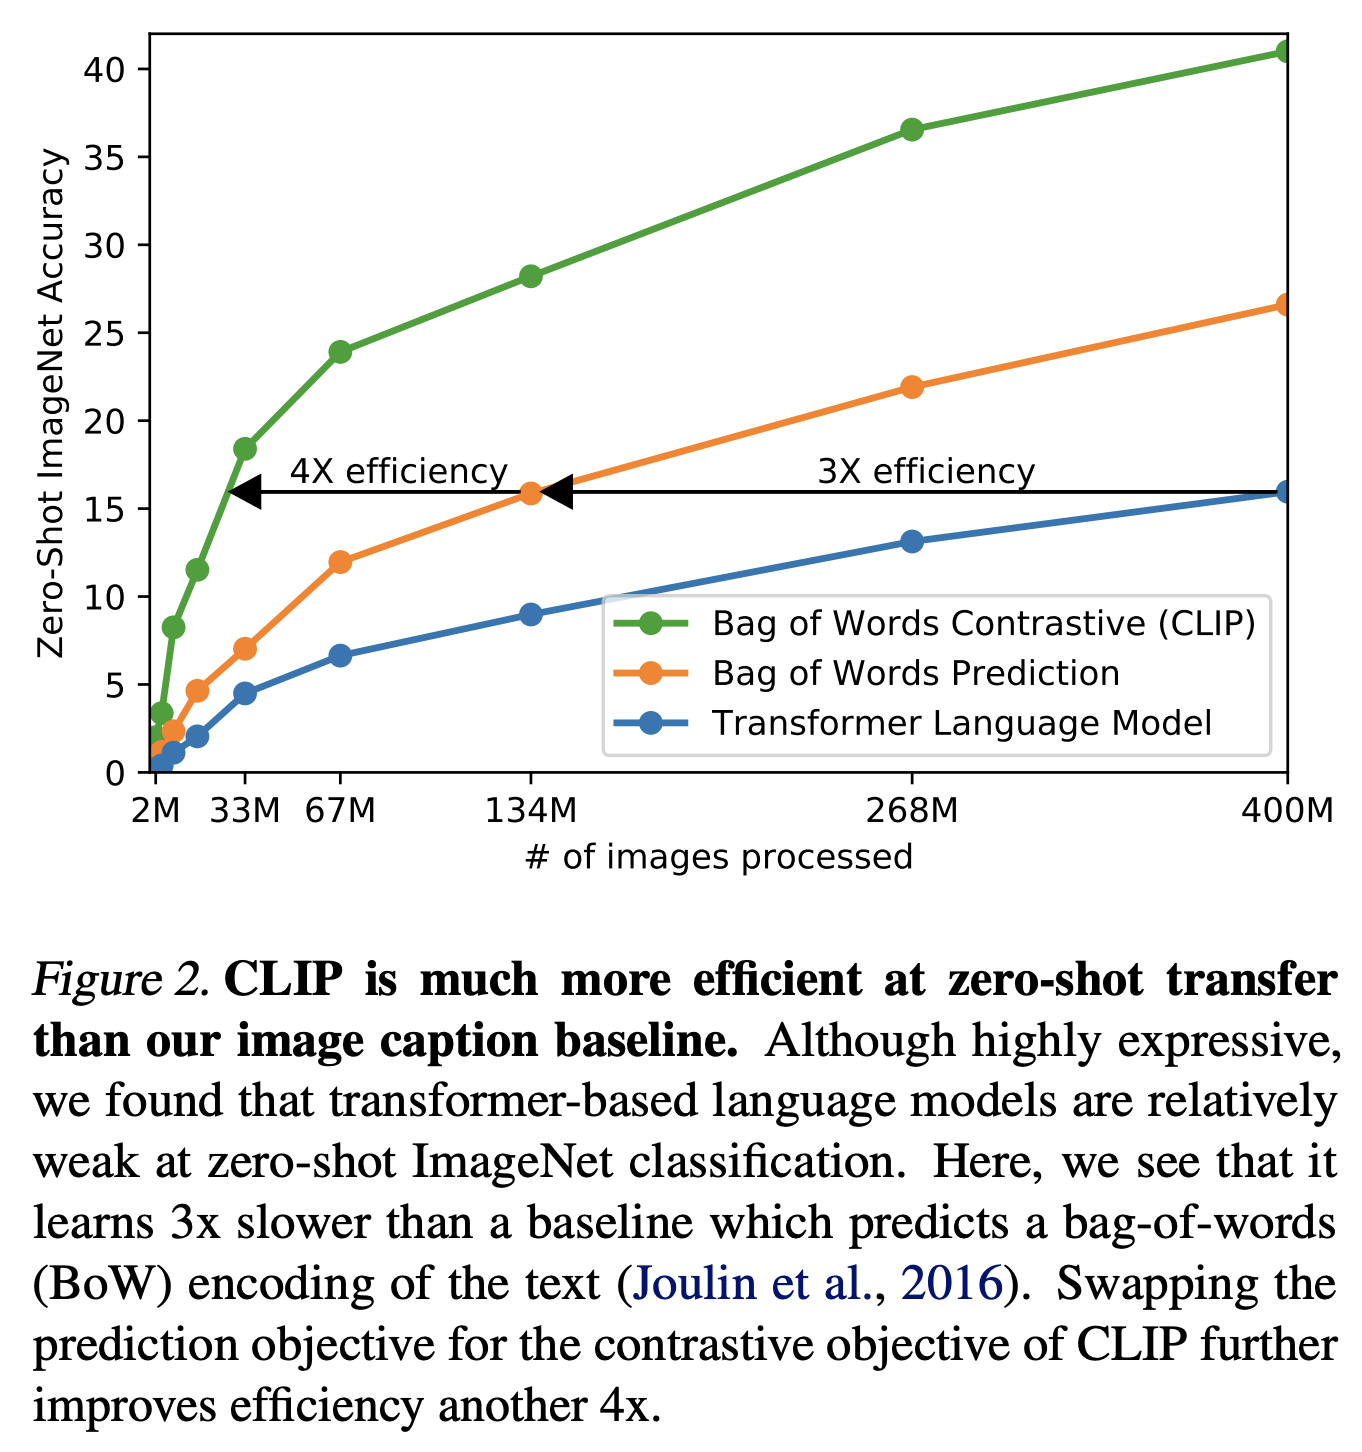 40
35
30
25
20
15
10
5
0
Zero-Shot ImageNet Accuracy
4X efficiency
3X efficiency
Bag of Words Contrastive (CLIP)
Bag of Words Prediction
Transformer Language Model
2M 33M 67M 134M 268M 400M
# of images processed
Figure 2. CLIP is much more efficient at zero-shot transfer
than our image caption baseline. Although highly expressive,
we found that transformer-based language models are relatively
weak at zero-shot ImageNet classification. Here, we see that it
learns 3x slower than a baseline which predicts a bag-of-words
(BoW) encoding of the text (Joulin et al., 2016). Swapping the
prediction objective for the contrastive objective of CLIP further
improves efficiency another 4x.